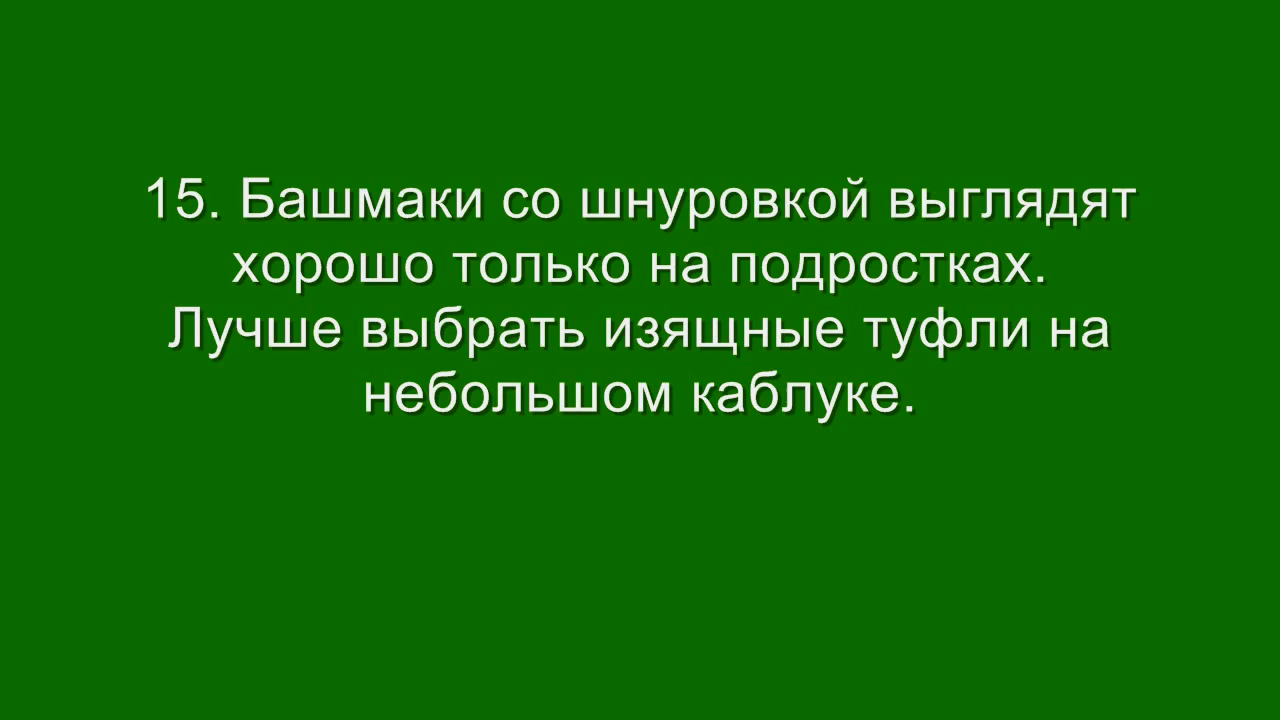 15. Башмаки со шнуровкой выглядят
хорошо только на подростках.
Лучше выбрать изящные туфли на
небольшом каблуке.